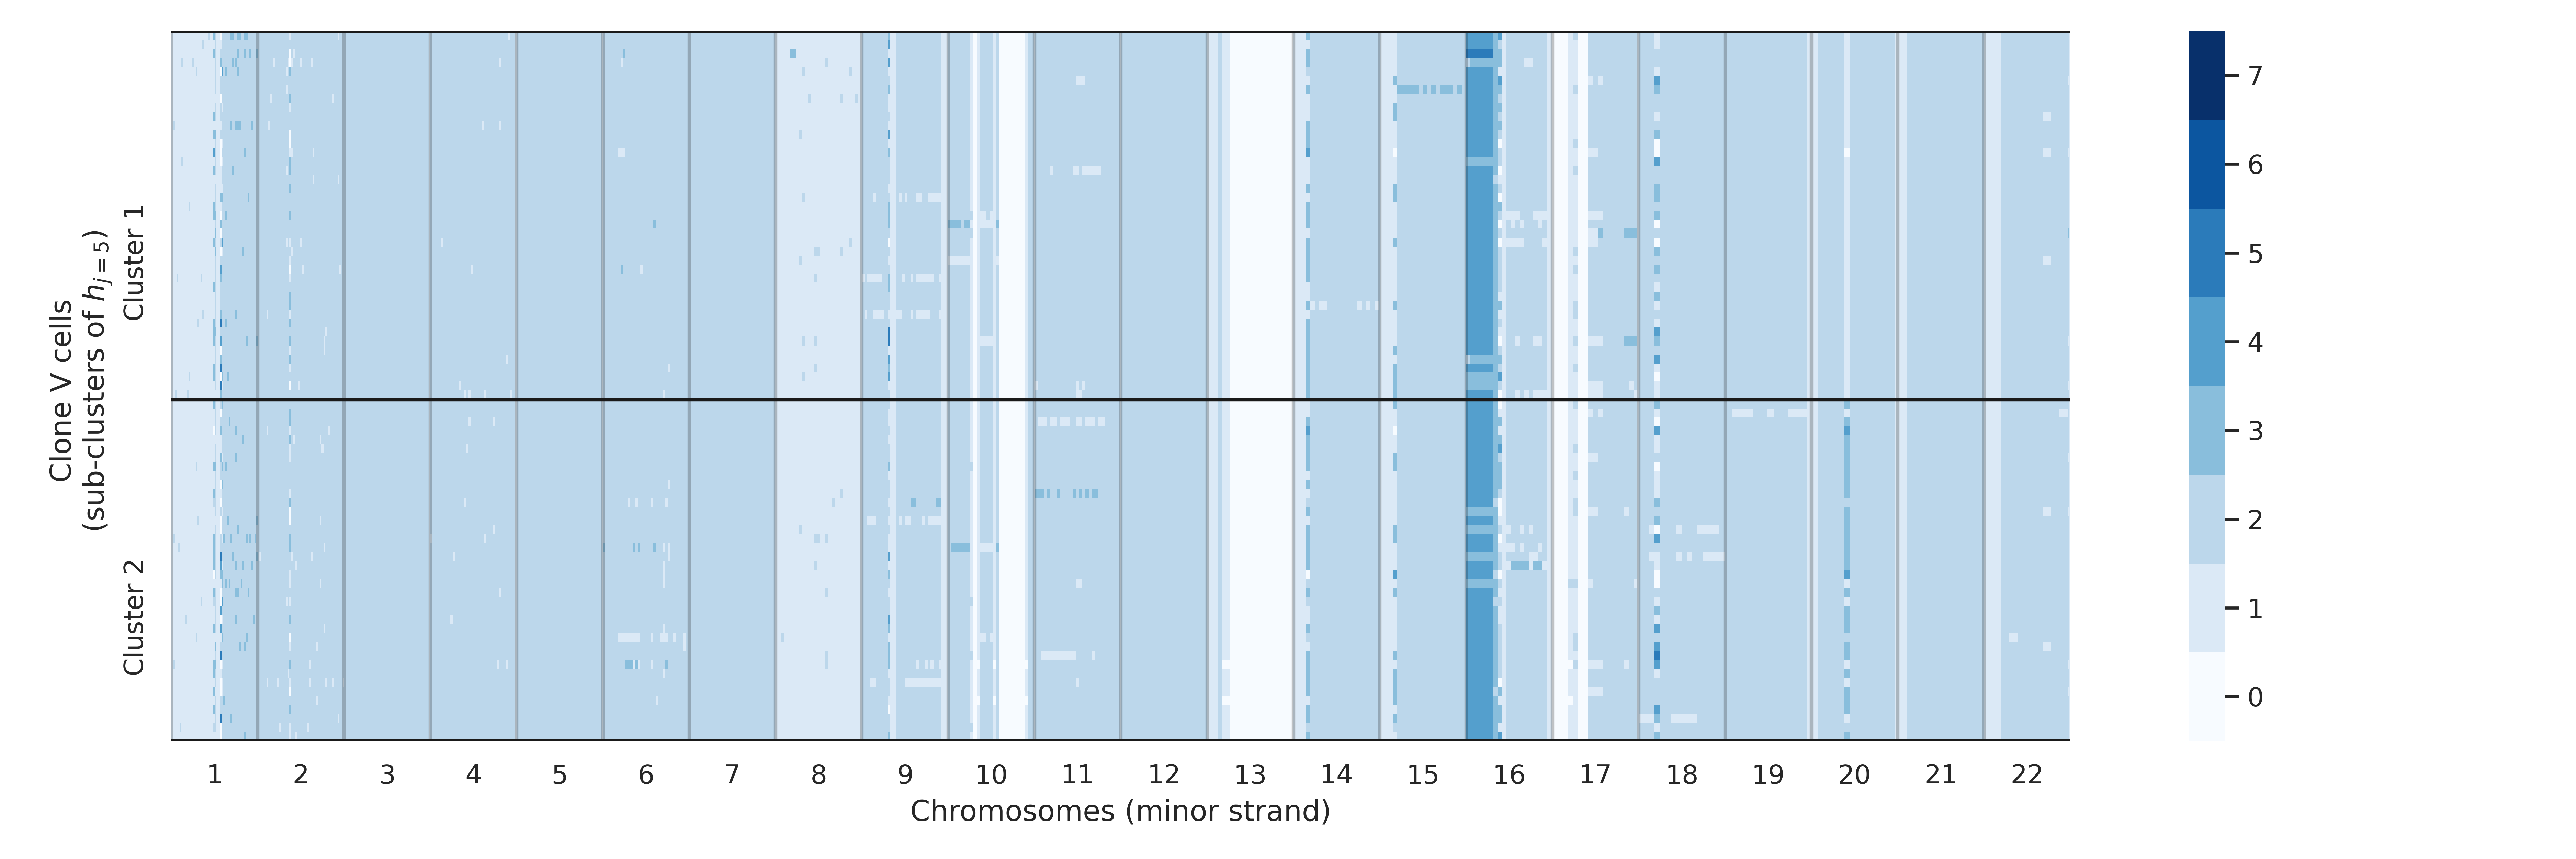 Clone V cells
(sub-clusters of h_{j=5})
Cluster 1
Cluster 2
1 2 3 4 5 6 7 8 9 10 11 12 13 14 15 16 17 18 19 20 21 22
Chromosomes (minor strand)
7
6
5
4
3
2
1
0